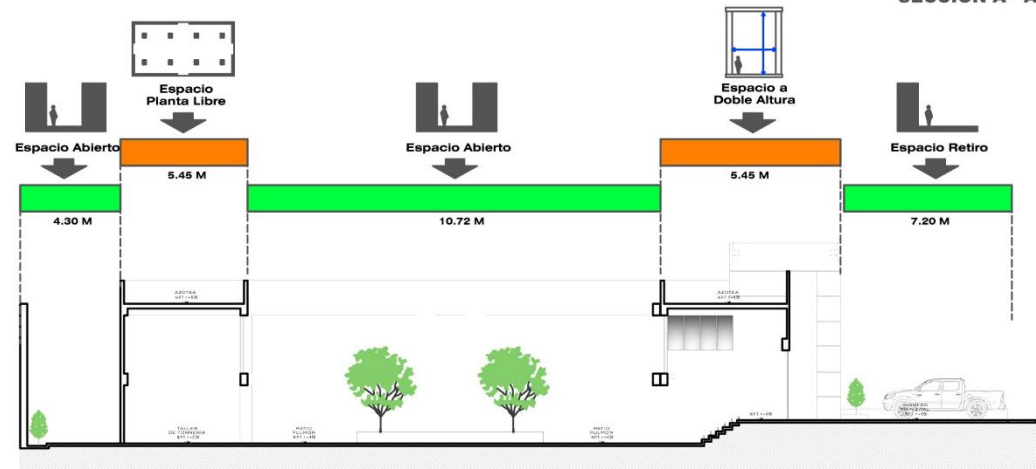 SECCIÓN A - A
Espacio
Planta Libre
Espacio a
Doble Altura
Espacio Abierto
Espacio Abierto
Espacio Retiro
5.45 M
5.45 M
4.30 M
10.72 M
7.20 M
AZOTEA
AZOTEA
TALLER
DE TORNERIA
PATIO
PULMON
PATIO
PULMON